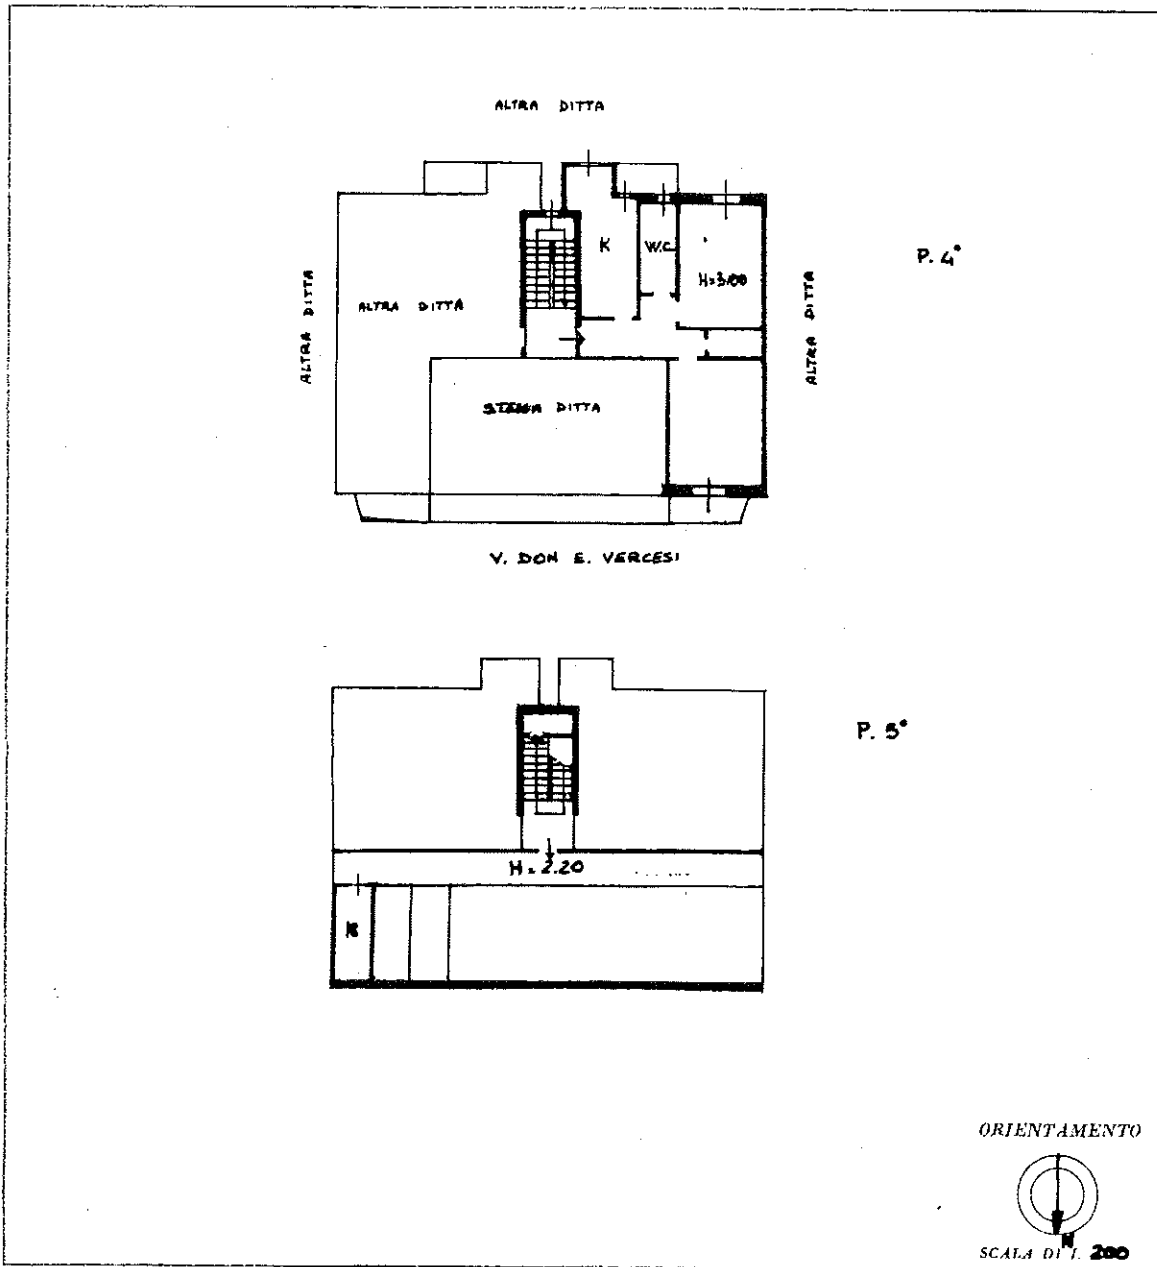 ALTRA DITTA
P. 4°
K
W.C.
H=3.00
ALTRA DITTA
ALTRA DITTA
ALTRA DITTA
STESSA DITTA
V. DON E. VERCESI
P. 5°
H=2.20
K
ORIENTAMENTO
N
SCALA DI 1: 200